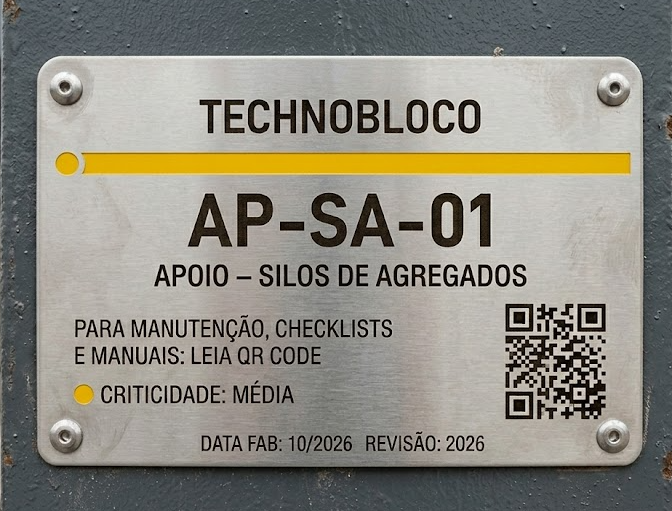 TECHNOBLOCO
AP-SA-01
APOIO – SILOS DE AGREGADOS
PARA MANUTENÇÃO, CHECKLISTS
E MANUAIS: LEIA QR CODE
CRITICIDADE: MÉDIA
DATA FAB: 10/2026 REVISÃO: 2026